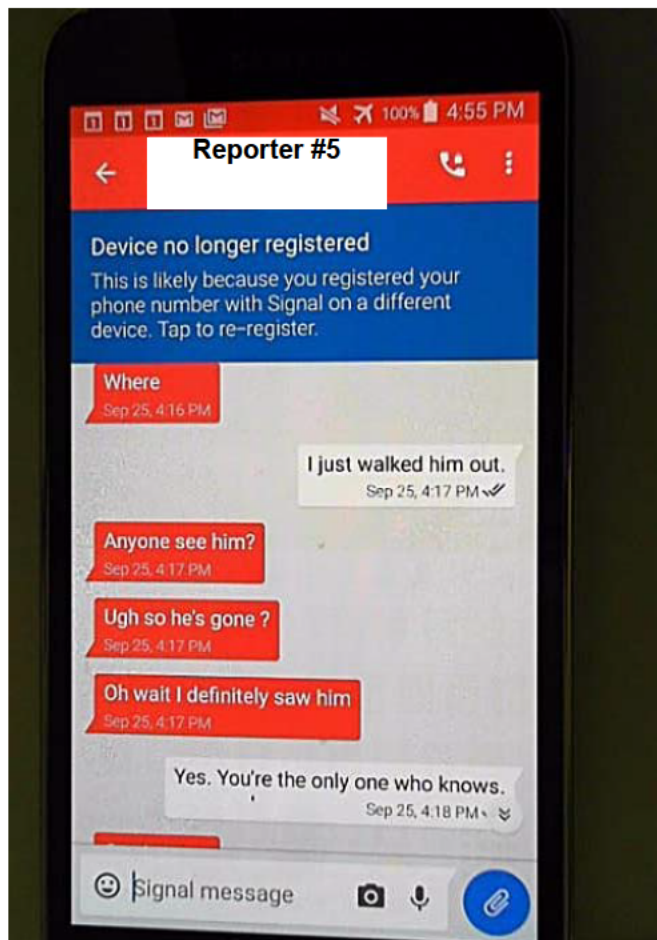 100% 4:55 PM
Reporter #5
Device no longer registered
This is likely because you registered your
phone number with Signal on a different
device. Tap to re-register.
Where
Sep 25, 4:16 PM
I just walked him out.
Sep 25, 4:17 PM
Anyone see him?
Sep 25, 4:17 PM
Ugh so he's gone ?
Sep 25, 4:17 PM
Oh wait I definitely saw him
Sep 25, 4:17 PM
Yes. You're the only one who knows.
Sep 25, 4:18 PM
Signal message